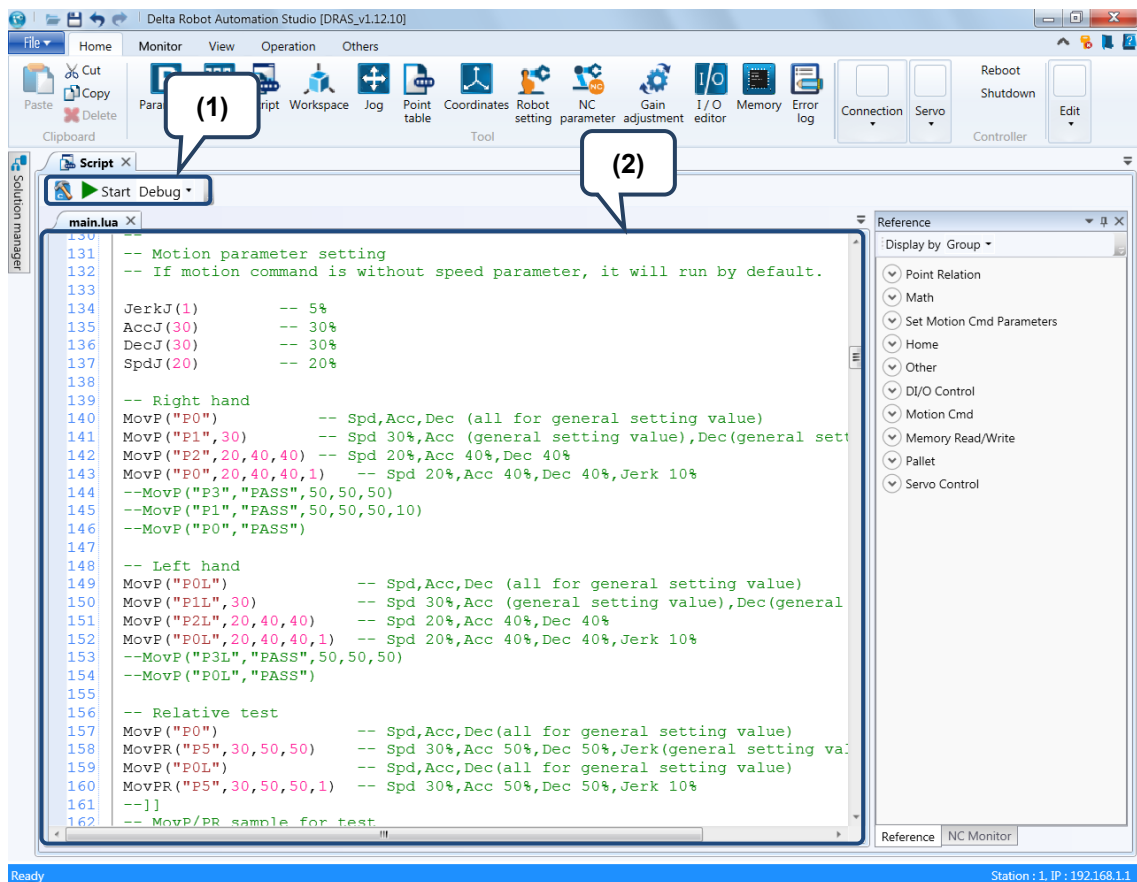 Delta Robot Automation Studio [DRAS_v1.12.10]
File Home Monitor View Operation Others
Cut
Copy
Delete
Paste
Clipboard
Workspace Jog Point table Coordinates Robot setting NC parameter Gain adjustment I / O editor Memory Error log
Tool
Connection Servo
Reboot
Shutdown
Controller
Edit
(1)
(2)
Solution manager
Script
Start Debug
main.lua
130 --
131 -- Motion parameter setting
132 -- If motion command is without speed parameter, it will run by default.
133
134 JerkJ(1) -- 5%
135 AccJ(30) -- 30%
136 DecJ(30) -- 30%
137 SpdJ(20) -- 20%
138
139 -- Right hand
140 MovP("P0") -- Spd,Acc,Dec (all for general setting value)
141 MovP("P1",30) -- Spd 30%,Acc (general setting value),Dec(general sett
142 MovP("P2",20,40,40) -- Spd 20%,Acc 40%,Dec 40%
143 MovP("P0",20,40,40,1) -- Spd 20%,Acc 40%,Dec 40%,Jerk 10%
144 --MovP("P3","PASS",50,50,50)
145 --MovP("P1","PASS",50,50,50,10)
146 --MovP("P0","PASS")
147
148 -- Left hand
149 MovP("P0L") -- Spd,Acc,Dec (all for general setting value)
150 MovP("P1L",30) -- Spd 30%,Acc (general setting value),Dec(general
151 MovP("P2L",20,40,40) -- Spd 20%,Acc 40%,Dec 40%
152 MovP("P0L",20,40,40,1) -- Spd 20%,Acc 40%,Dec 40%,Jerk 10%
153 --MovP("P3L","PASS",50,50,50)
154 --MovP("P0L","PASS")
155
156 -- Relative test
157 MovP("P0") -- Spd,Acc,Dec(all for general setting value)
158 MovPR("P5",30,50,50) -- Spd 30%,Acc 50%,Dec 50%,Jerk(general setting val
159 MovP("P0L") -- Spd,Acc,Dec(all for general setting value)
160 MovPR("P5",30,50,50,1) -- Spd 30%,Acc 50%,Dec 50%,Jerk 10%
161 --]]
162 -- MovP/PR sample for test
Reference
Display by Group
Point Relation
Math
Set Motion Cmd Parameters
Home
Other
DI/O Control
Motion Cmd
Memory Read/Write
Pallet
Servo Control
Reference NC Monitor
Ready
Station : 1, IP : 192.168.1.1